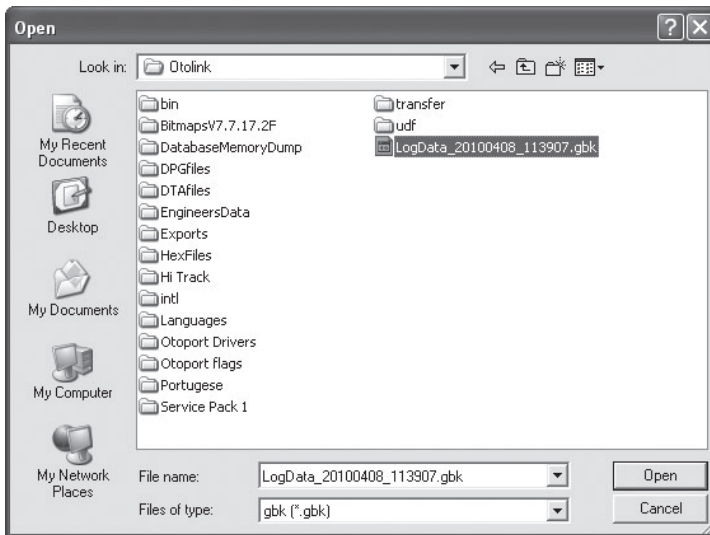 Open
Look in: Otolink
My Recent
Documents
Desktop
My Documents
My Computer
My Network
Places
bin
BitmapsV7.7.17.2F
DatabaseMemoryDump
DPGfiles
DTAfiles
EngineersData
Exports
HexFiles
Hi Track
intl
Languages
Otoport Drivers
Otoport flags
Portugese
Service Pack 1
transfer
udf
LogData_20100408_113907.gbk
File name: LogData_20100408_113907.gbk Open
Files of type: gbk (*.gbk) Cancel